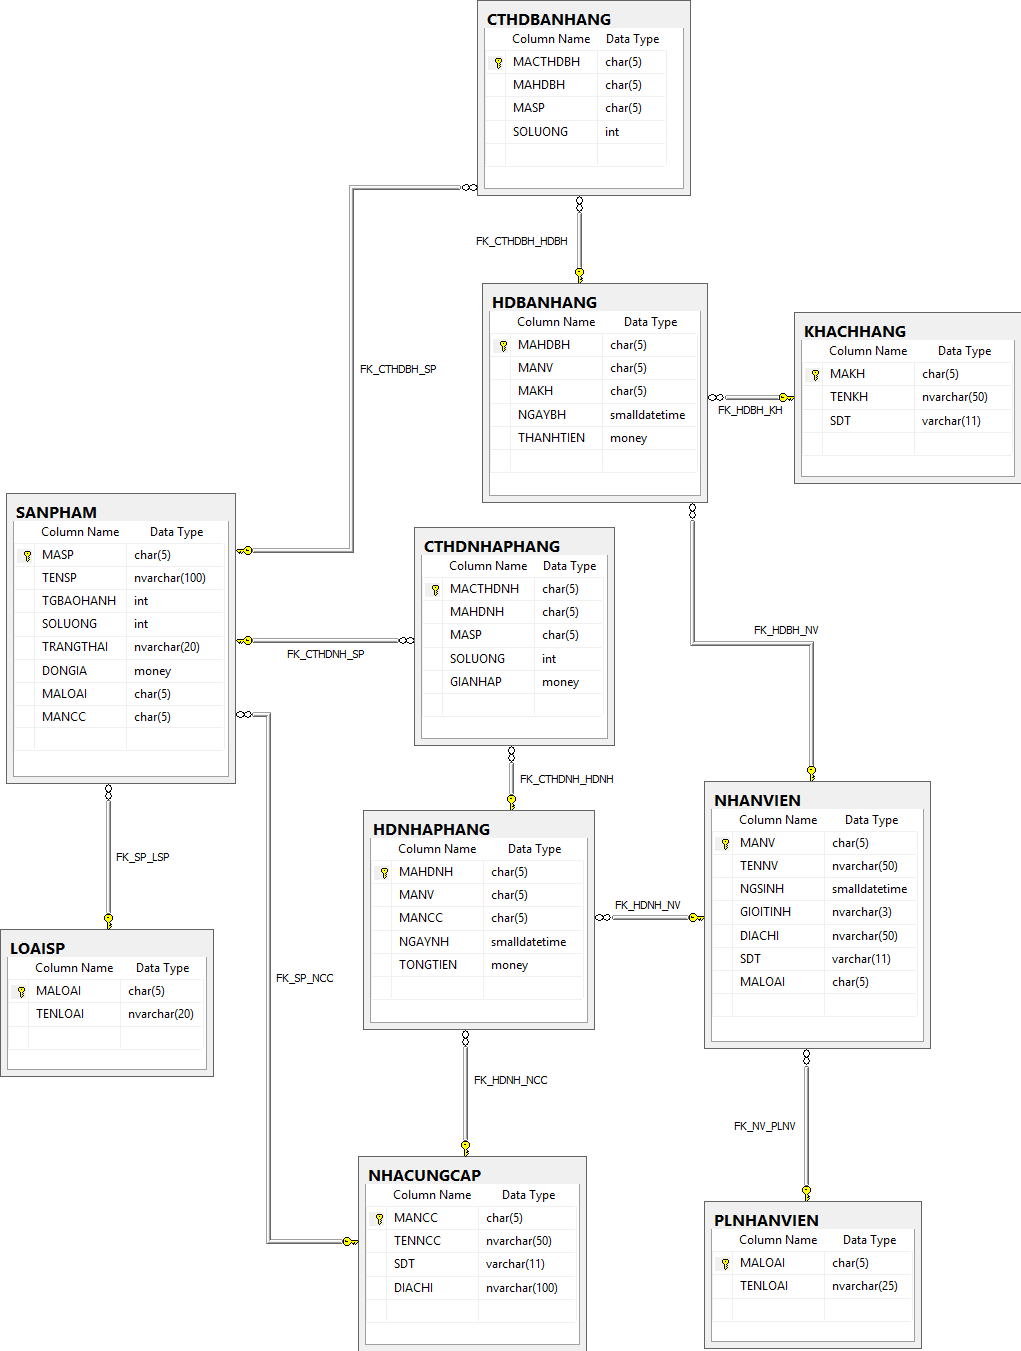 CTHDBANHANG
Column Name Data Type
MACTHDBH char(5)
MAHDBH char(5)
MASP char(5)
SOLUONG int
FK_CTHDBH_HDBH
HDBANHANG
Column Name Data Type
MAHDBH char(5)
MANV char(5)
MAKH char(5)
NGAYBH smalldatetime
THANHTIEN money
KHACHHANG
Column Name Data Type
MAKH char(5)
TENKH nvarchar(50)
SDT varchar(11)
FK_CTHDBH_SP
FK_HDBH_KH
SANPHAM
Column Name Data Type
MASP char(5)
TENSP nvarchar(100)
TGBAOHANH int
SOLUONG int
TRANGTHAI nvarchar(20)
DONGIA money
MALOAI char(5)
MANCC char(5)
CTHDNHAPHANG
Column Name Data Type
MACTHDNH char(5)
MAHDNH char(5)
MASP char(5)
SOLUONG int
GIANHAP money
FK_HDBH_NV
FK_CTHDNH_SP
FK_CTHDNH_HDNH
HDNHAPHANG
Column Name Data Type
MAHDNH char(5)
MANV char(5)
MANCC char(5)
NGAYNH smalldatetime
TONGTIEN money
NHANVIEN
Column Name Data Type
MANV char(5)
TENNV nvarchar(50)
NGSINH smalldatetime
GIOITINH nvarchar(3)
DIACHI nvarchar(50)
SDT varchar(11)
MALOAI char(5)
FK_SP_LSP
FK_HDNH_NV
LOAISP
Column Name Data Type
MALOAI char(5)
TENLOAI nvarchar(20)
FK_SP_NCC
FK_HDNH_NCC
FK_NV_PLNV
NHACUNGCAP
Column Name Data Type
MANCC char(5)
TENNCC nvarchar(50)
SDT varchar(11)
DIACHI nvarchar(100)
PLNHANVIEN
Column Name Data Type
MALOAI char(5)
TENLOAI nvarchar(25)